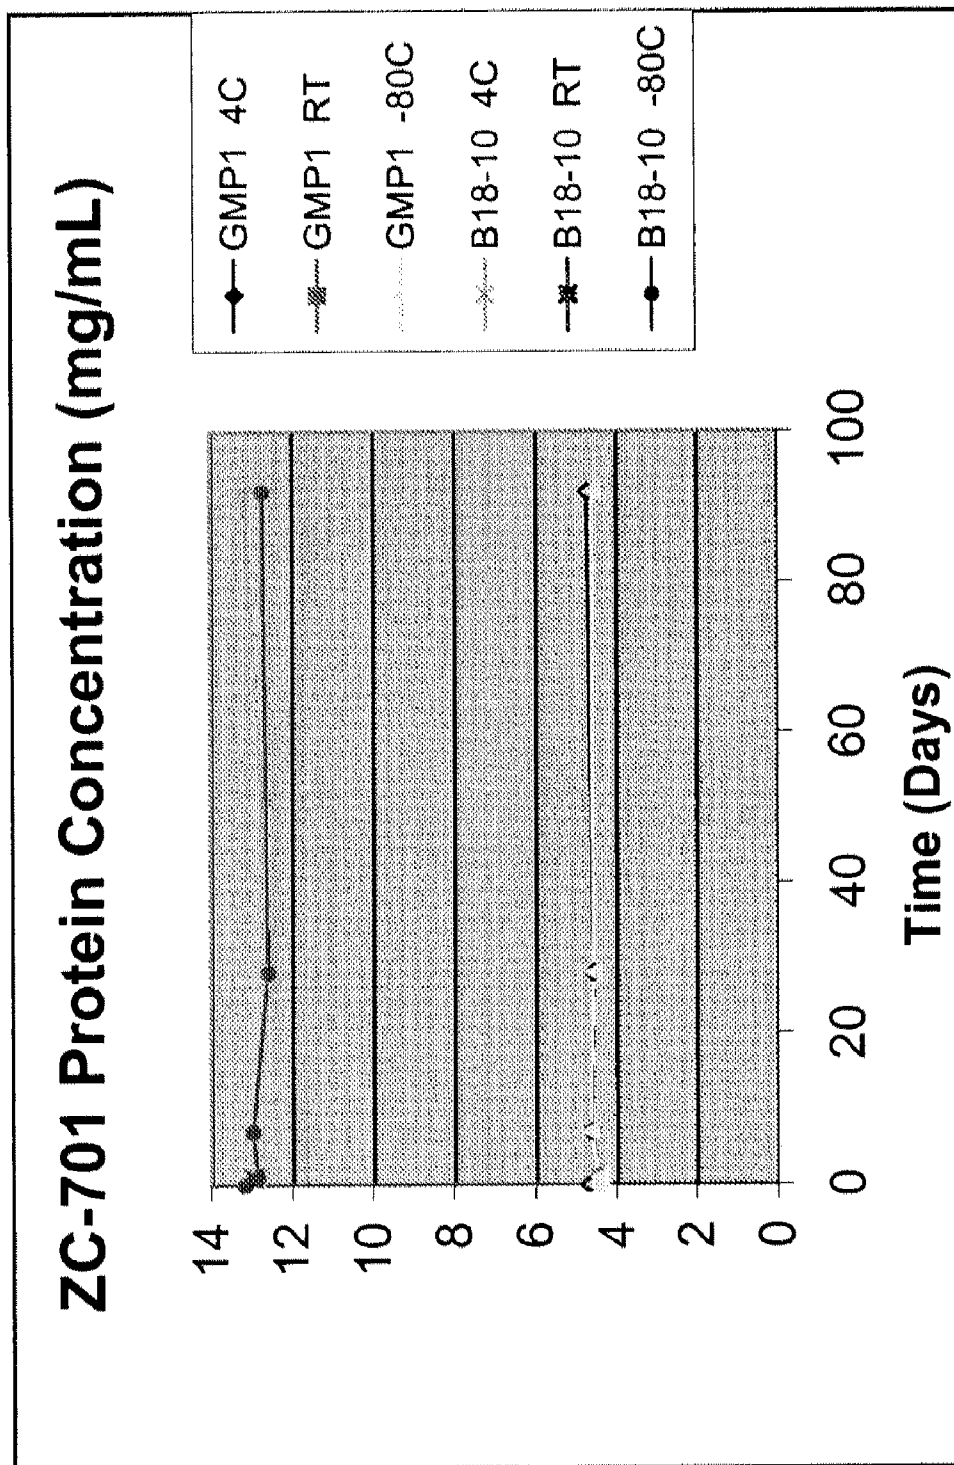 ZC-701 Protein Concentration (mg/mL)
14
12
10
8
6
4
2
0
0
20
40
60
80
100
Time (Days)
GMP1 4C
GMP1 RT
GMP1 -80C
B18-10 4C
B18-10 RT
B18-10 -80C